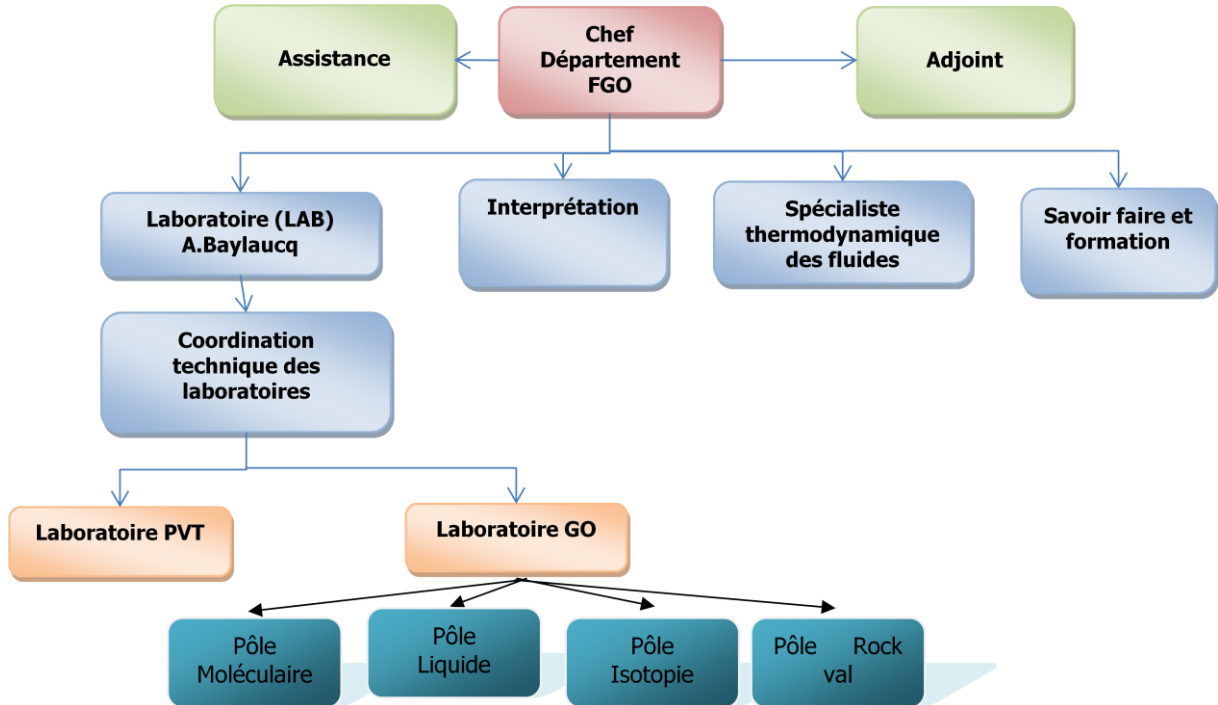 Assistance
Chef
Département
FGO
Adjoint
Laboratoire (LAB)
A.Baylaucq
Interprétation
Spécialiste
thermodynamique
des fluides
Savoir faire et
formation
Coordination
technique des
laboratoires
Laboratoire PVT
Laboratoire GO
Pôle
Moléculaire
Pôle
Liquide
Pôle
Isotopie
Pôle Rock
val